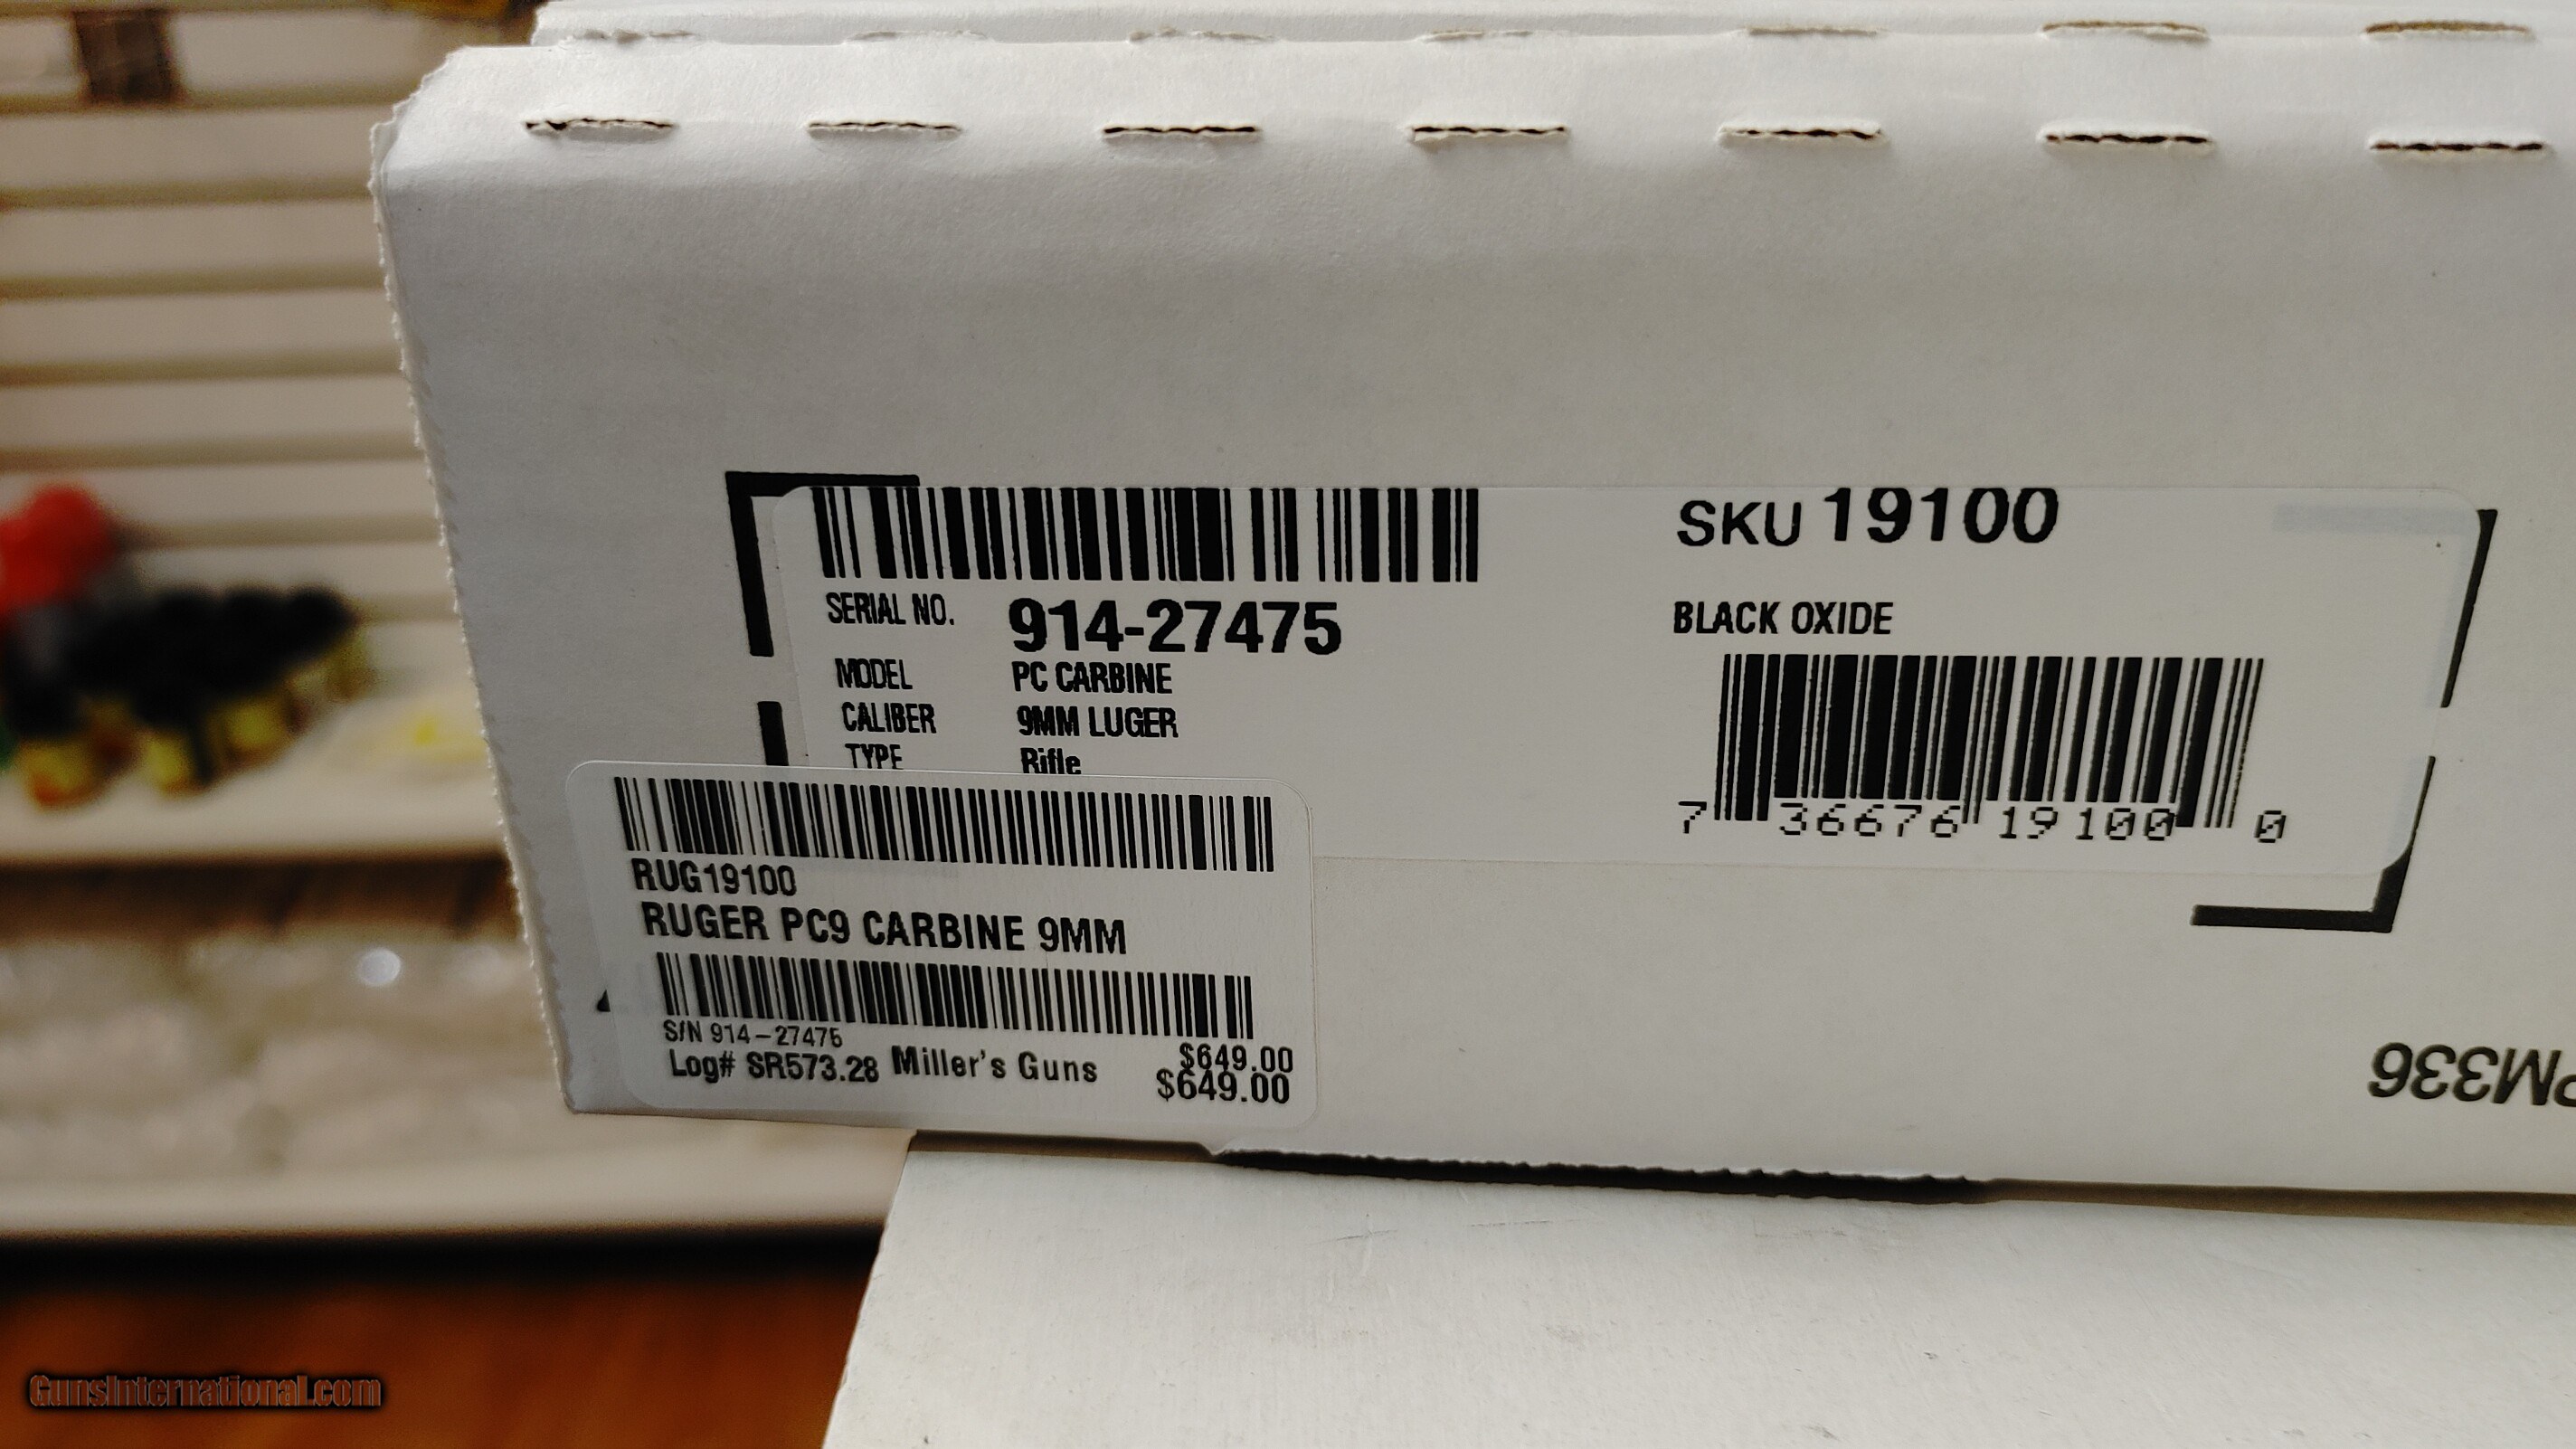 SKU 19100
SERIAL NO. 914-27475
BLACK OXIDE
MODEL PC CARBINE
CALIBER 9MM LUGER
TYPE Rifle
7 36676 19100 0
RUG19100
RUGER PC9 CARBINE 9MM
S/N 914-27475
Log# SR573.28 Miller's Guns $649.00
$649.00
PM336
GunsInternational.com